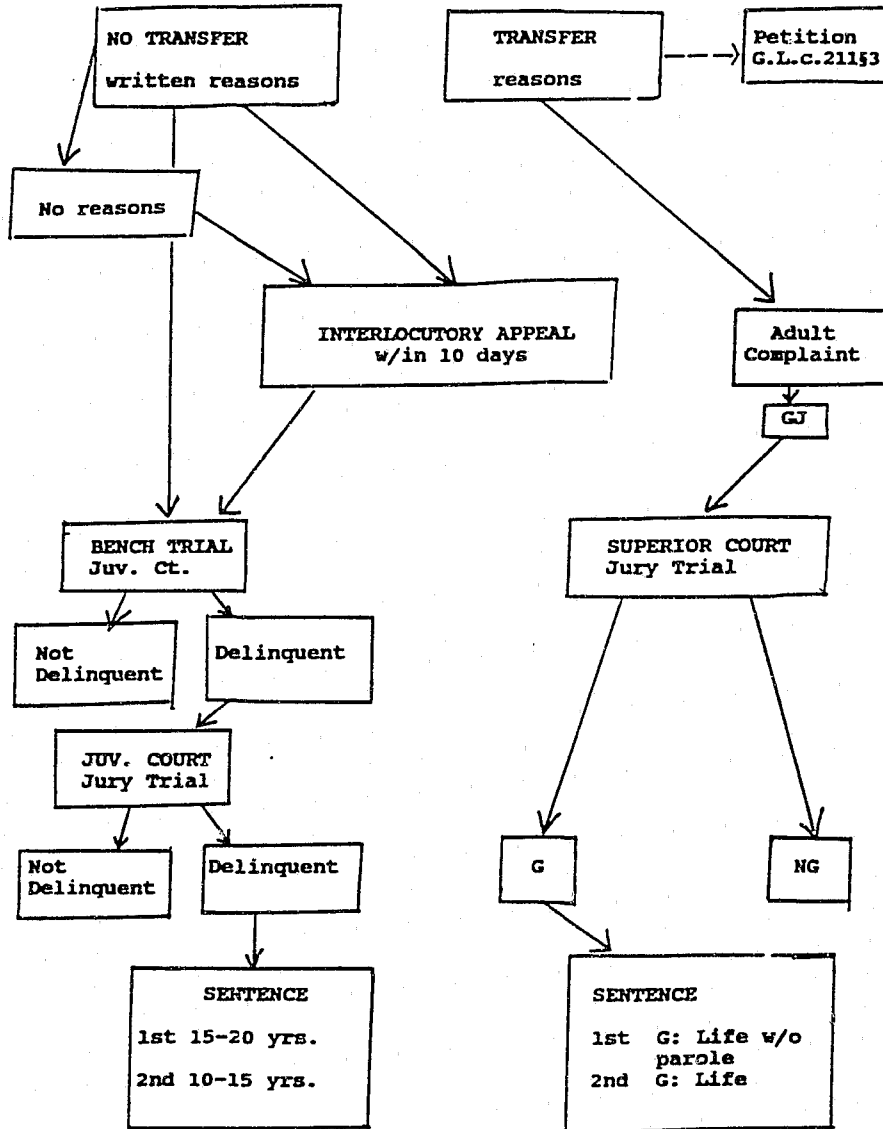 NO TRANSFER
written reasons
TRANSFER
reasons
Petition
G.L.c.211§3
No reasons
INTERLOCUTORY APPEAL
w/in 10 days
Adult
Complaint
GJ
BENCH TRIAL
Juv. Ct.
SUPERIOR COURT
Jury Trial
Not
Delinquent
Delinquent
JUV. COURT
Jury Trial
Not
Delinquent
Delinquent
G
NG
SENTENCE
1st 15-20 yrs.
2nd 10-15 yrs.
SENTENCE
1st G: Life w/o
parole
2nd G: Life